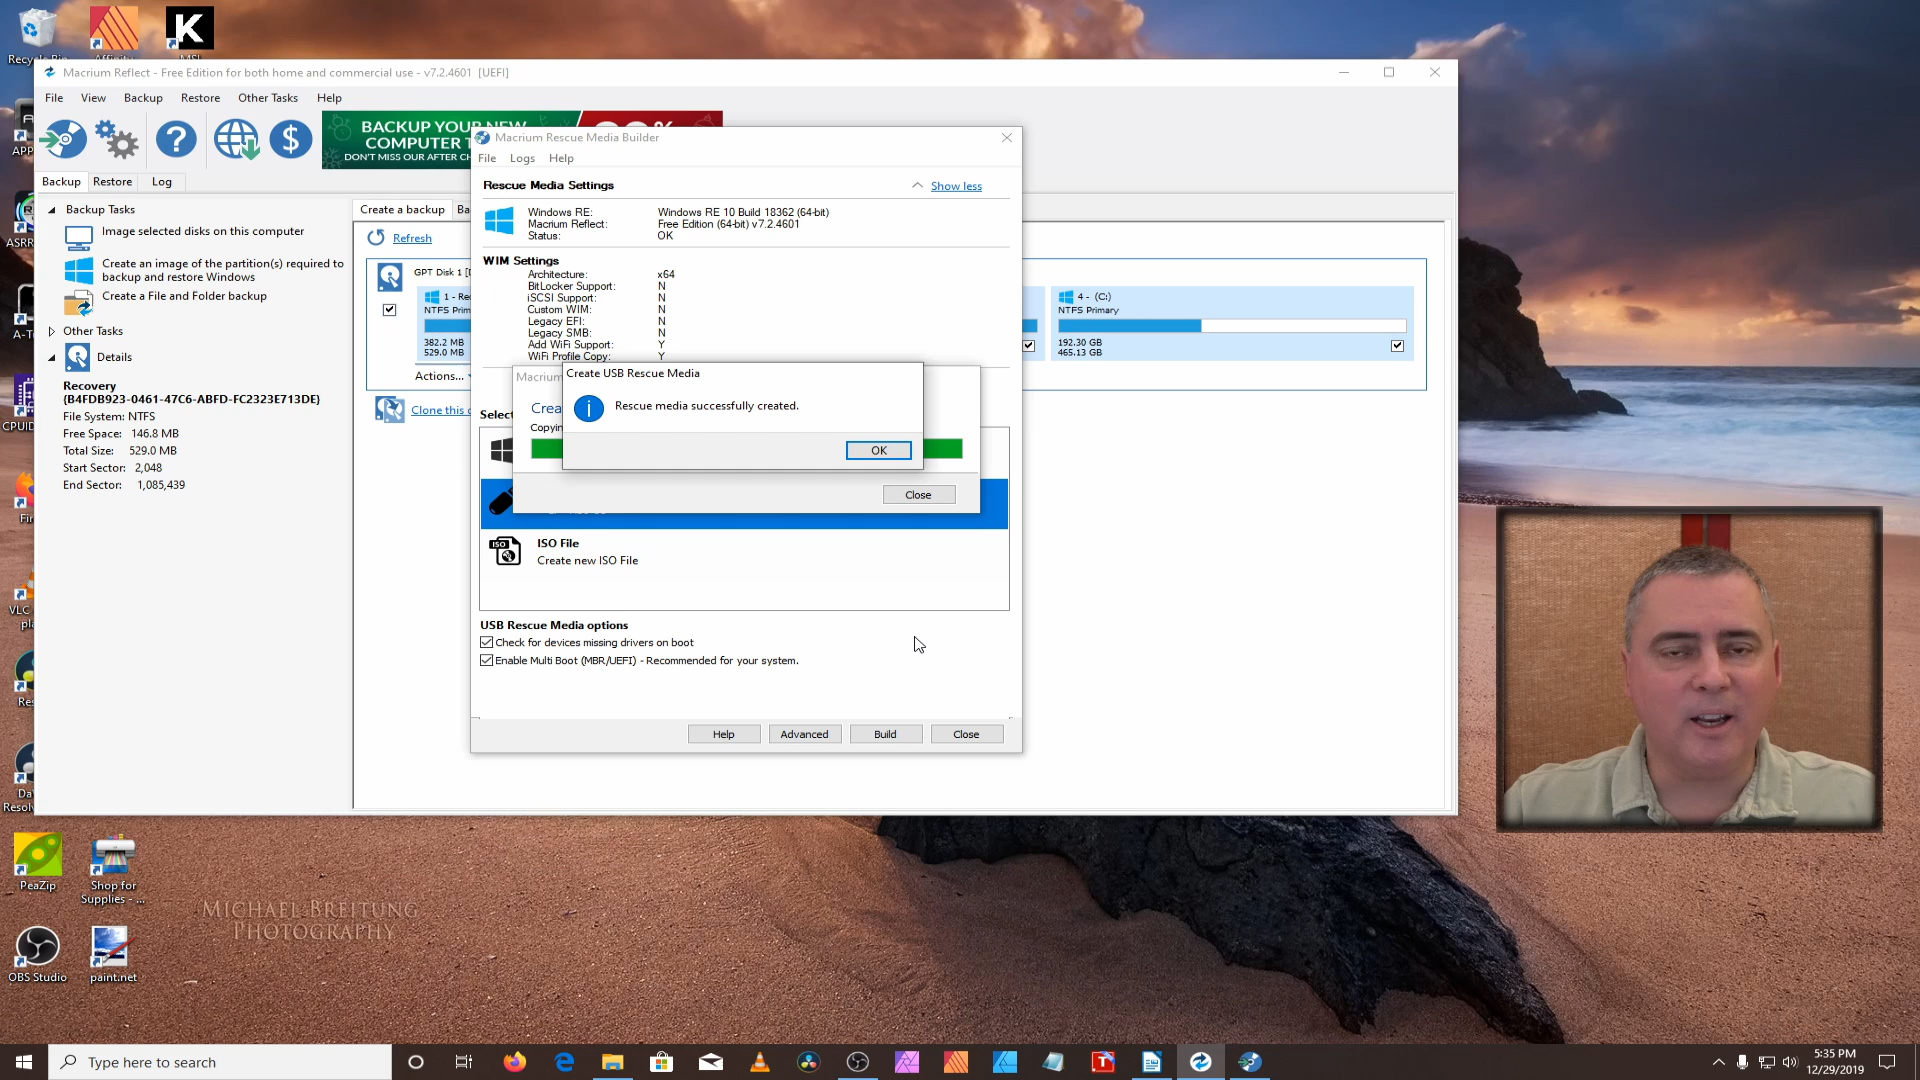 Macrium Reflect - Free Edition for both home and commercial use - v7.2.4601 [UEFI]
File View Backup Restore Other Tasks Help
BACKUP YOUR NEW
COMPUTER
DON'T MISS OUR AFTER
Backup Restore Log
Backup Tasks
Image selected disks on this computer
Create an image of the partition(s) required to
backup and restore Windows
Create a File and Folder backup
Other Tasks
Details
Recovery
{B4FDB923-0461-47C6-ABFD-FC2323E713DE}
File System: NTFS
Free Space: 146.8 MB
Total Size: 529.0 MB
Start Sector: 2,048
End Sector: 1,085,439
Create a backup
Refresh
GPT Disk 1
1 -
NTFS
382.2 MB
529.0 MB
Actions...
Clone this
4 - (C:)
NTFS Primary
192.30 GB
465.13 GB
Macrium Rescue Media Builder
File Logs Help
Rescue Media Settings
Show less
Windows RE: Windows RE 10 Build 18362 (64-bit)
Macrium Reflect: Free Edition (64-bit) v7.2.4601
Status: OK
WIM Settings
Architecture: x64
BitLocker Support: N
iSCSI Support: N
Custom WIM: N
Legacy EFI: N
Legacy SMB: N
Add WiFi Support: Y
WiFi Profile Copy: Y
Macrium
Create USB Rescue Media
Rescue media successfully created.
OK
Close
ISO
ISO File
Create new ISO File
USB Rescue Media options
Check for devices missing drivers on boot
Enable Multi Boot (MBR/UEFI) - Recommended for your system.
Help Advanced Build Close
PeaZip
Shop for
Supplies - ...
OBS Studio
paint.net
MICHAEL BREITUNG
PHOTOGRAPHY
Type here to search
5:35 PM
12/29/2019